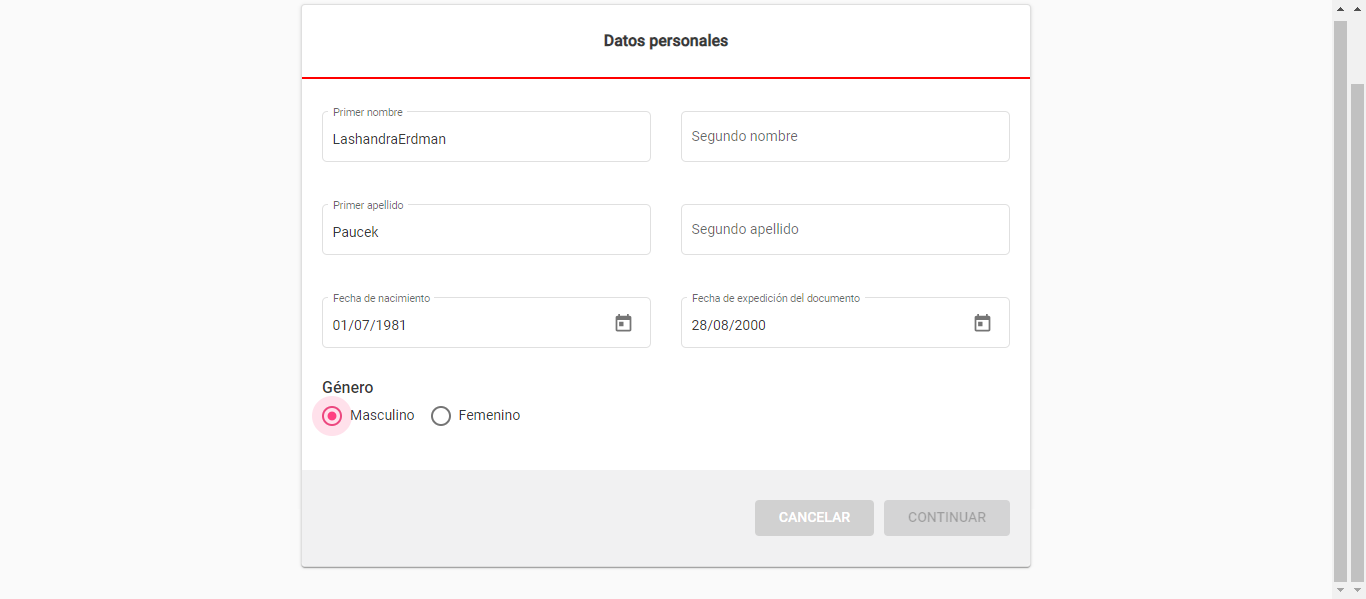 Datos personales
Primer nombre
LashandraErdman
Segundo nombre
Primer apellido
Paucek
Segundo apellido
Fecha de nacimiento
01/07/1981
Fecha de expedición del documento
28/08/2000
Género
Masculino
Femenino
CANCELAR
CONTINUAR